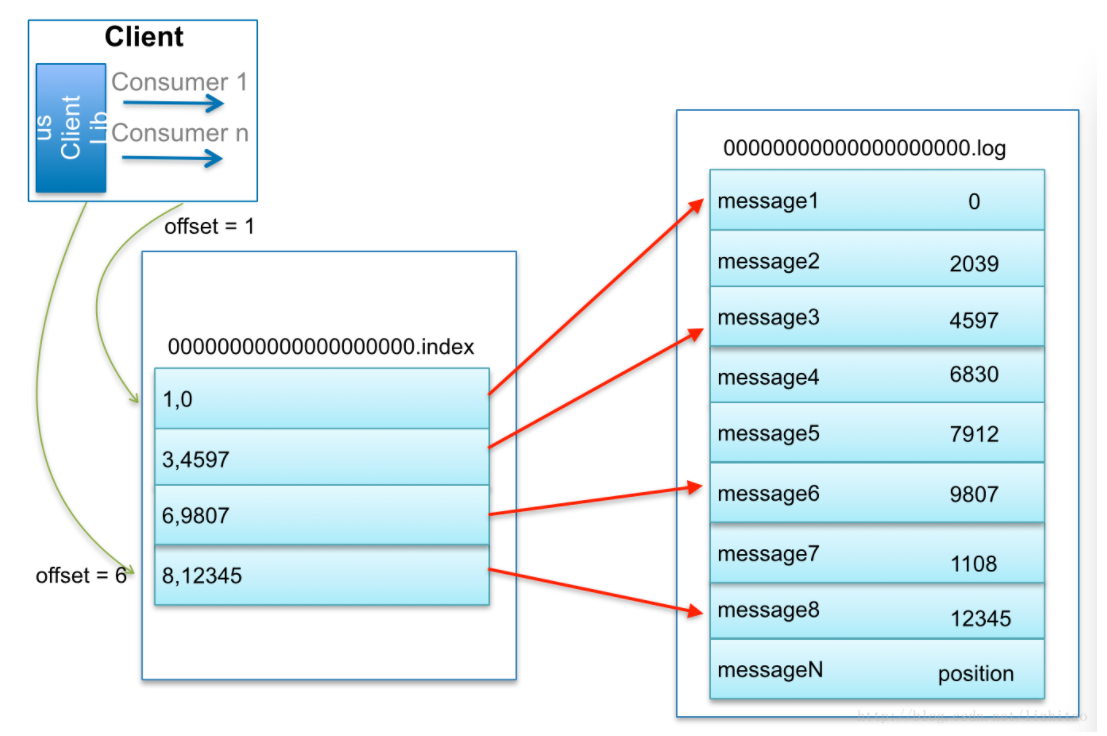 Client
us
Client
Lib
Consumer 1
Consumer n
offset = 1
00000000000000000000.index
1,0
3,4597
6,9807
8,12345
offset = 6
00000000000000000000.log
message1 0
message2 2039
message3 4597
message4 6830
message5 7912
message6 9807
message7 1108
message8 12345
messageN position